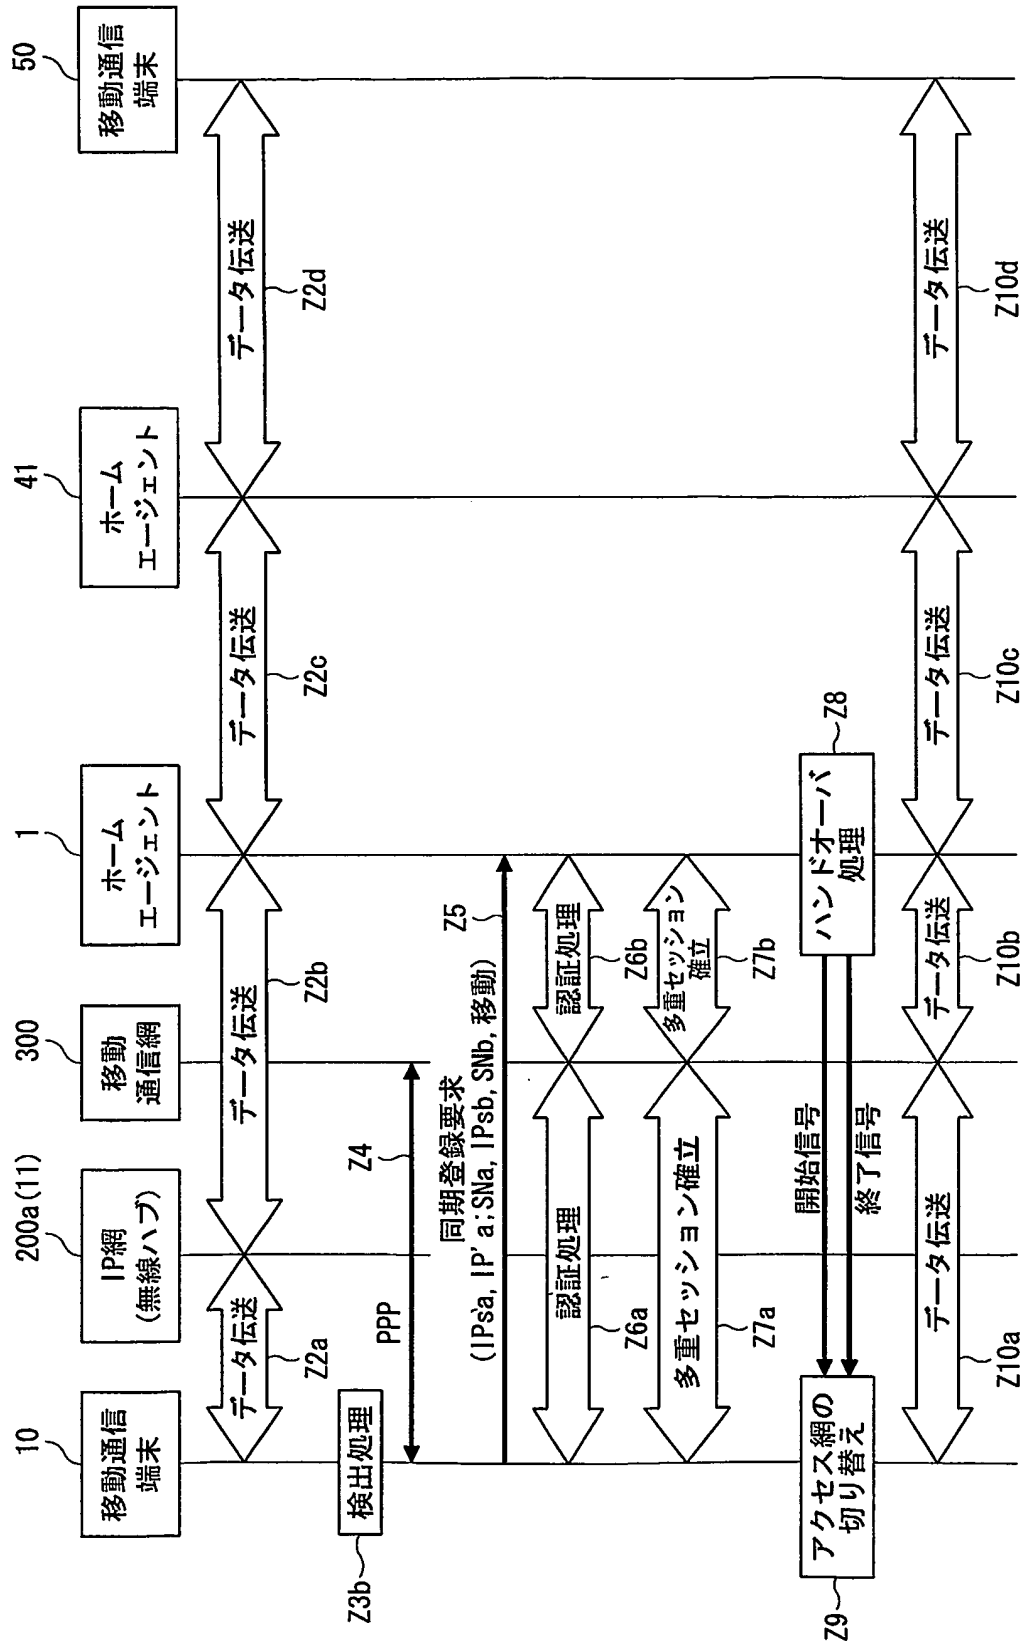 10
移動通信
端末
200a(11)
IP網
(無線ハブ)
300
移動
通信網
1
ホーム
エージェント
41
ホーム
エージェント
50
移動通信
端末
データ伝送
Z2a
データ伝送
Z2b
データ伝送
Z2c
データ伝送
Z2d
Z3b
検出処理
PPP
Z4
同期登録要求
(IPsa, IP'a;SNa, IPsb, SNb, 移動)
Z5
認証処理
Z6a
認証処理
Z6b
多重セッション確立
Z7a
多重セッション
確立
Z7b
Z9
アクセス網の
切り替え
開始信号
終了信号
ハンドオーバ
処理
Z8
データ伝送
Z10a
データ伝送
Z10b
データ伝送
Z10c
データ伝送
Z10d